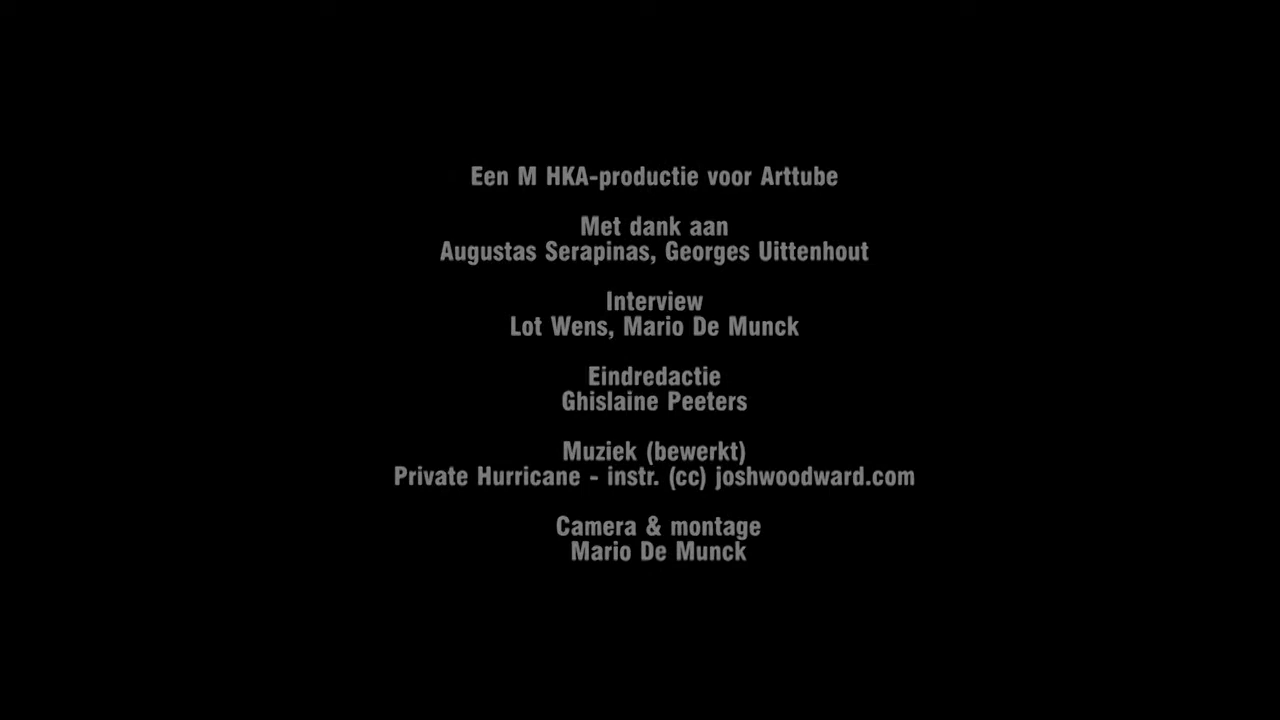 Een M HKA-productie voor Arttube
Met dank aan
Augustas Serapinas, Georges Uittenhout
Interview
Lot Wens, Mario De Munck
Eindredactie
Ghislaine Peeters
Muziek (bewerkt)
Private Hurricane - instr. (cc) joshwoodward.com
Camera & montage
Mario De Munck